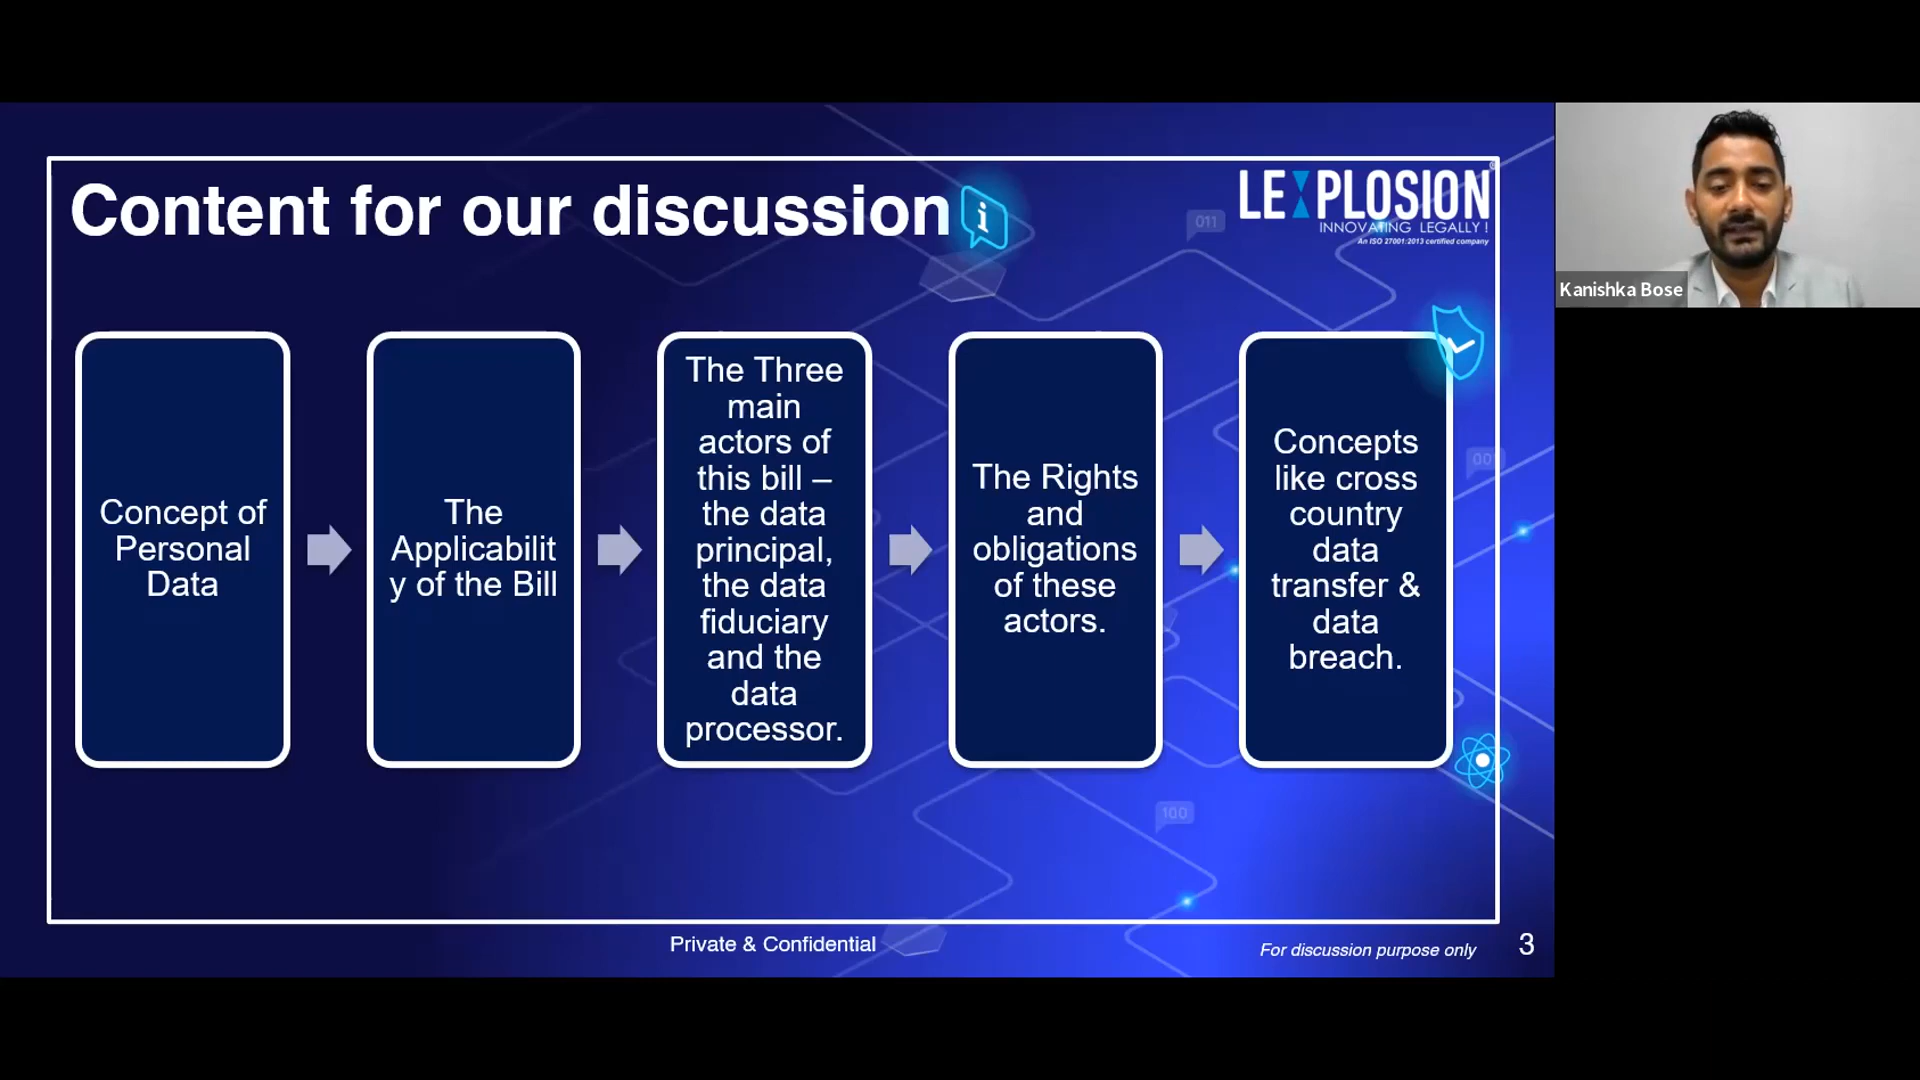 Content for our discussion
i
LEXPLOSION
INNOVATING LEGALLY !
An ISO 27001:2013 certified company
011
Kanishka Bose
Concept of
Personal
Data
The
Applicabilit
y of the Bill
The Three
main
actors of
this bill –
the data
principal,
the data
fiduciary
and the
data
processor.
The Rights
and
obligations
of these
actors.
Concepts
like cross
country
data
transfer &
data
breach.
100
Private & Confidential
For discussion purpose only
3